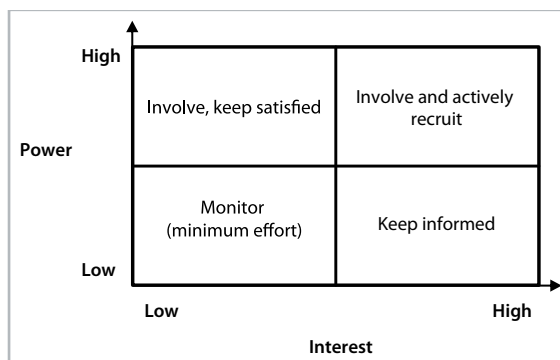 High
Involve, keep satisfied
Involve and actively
recruit
Power
Monitor
(minimum effort)
Keep informed
Low
Low
High
Interest